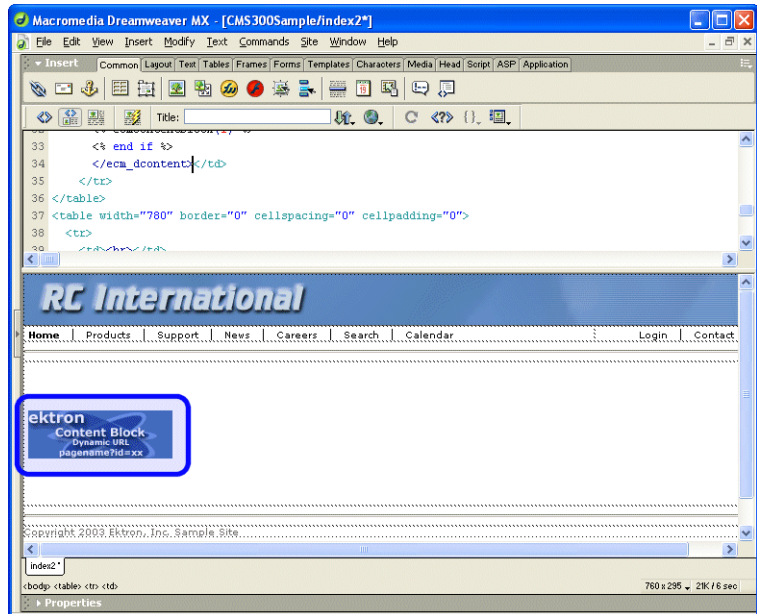 Macromedia Dreamweaver MX - [CMS300Sample/index2*]
File Edit View Insert Modify Text Commands Site Window Help
Insert Common Layout Text Tables Frames Forms Templates Characters Media Head Script ASP Application
Title:
33 <% end if %>
34 </ecm_dcontent></td>
35 </tr>
36 </table>
37 <table width="780" border="0" cellspacing="0" cellpadding="0">
38 <tr>
39 <td><br></td>
RC International
Home | Products | Support | News | Careers | Search | Calendar Login | Contact
ektron
Content Block
Dynamic URL
pagename?id=xx
Copyright 2003 Ektron, Inc. Sample Site
index2*
<body> <table> <tr> <td> 760 x 295 21K / 6 sec
Properties